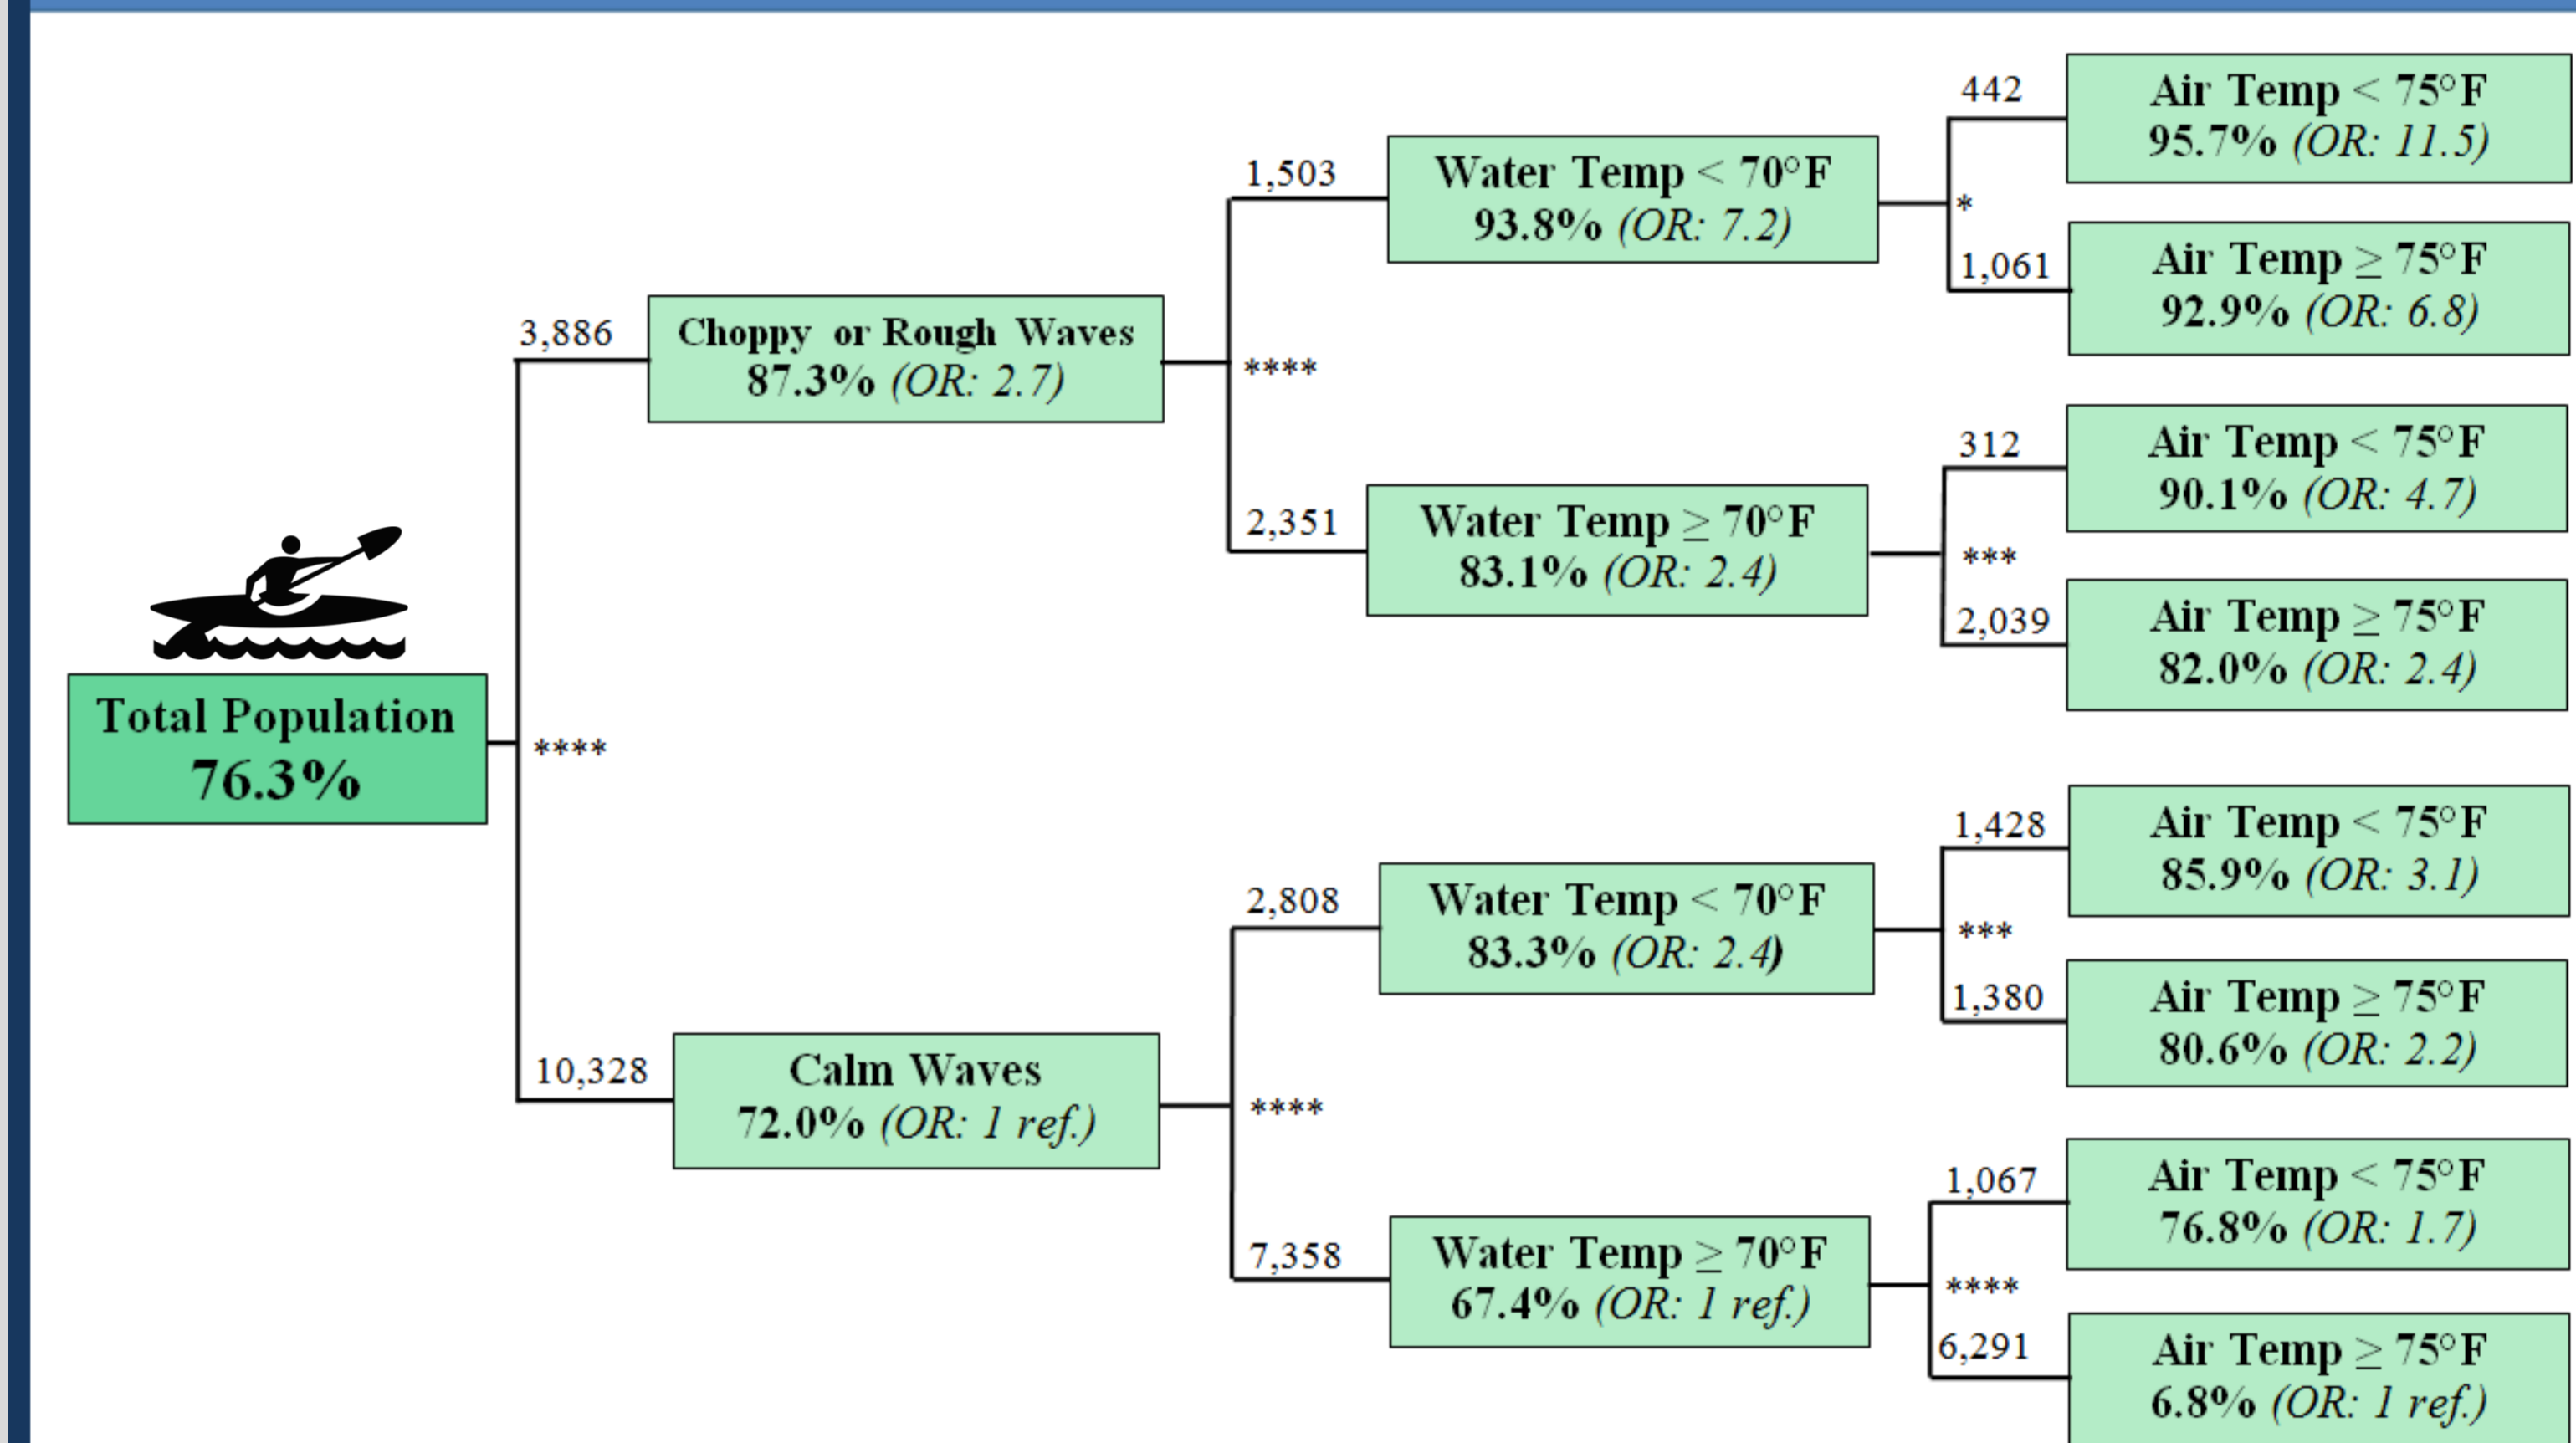 Total Population
76.3%
****
3,886
Choppy or Rough Waves
87.3% (OR: 2.7)
****
1,503
Water Temp < 70°F
93.8% (OR: 7.2)
*
442
Air Temp < 75°F
95.7% (OR: 11.5)
1,061
Air Temp ≥ 75°F
92.9% (OR: 6.8)
2,351
Water Temp ≥ 70°F
83.1% (OR: 2.4)
***
312
Air Temp < 75°F
90.1% (OR: 4.7)
2,039
Air Temp ≥ 75°F
82.0% (OR: 2.4)
10,328
Calm Waves
72.0% (OR: 1 ref.)
****
2,808
Water Temp < 70°F
83.3% (OR: 2.4)
***
1,428
Air Temp < 75°F
85.9% (OR: 3.1)
1,380
Air Temp ≥ 75°F
80.6% (OR: 2.2)
7,358
Water Temp ≥ 70°F
67.4% (OR: 1 ref.)
****
1,067
Air Temp < 75°F
76.8% (OR: 1.7)
6,291
Air Temp ≥ 75°F
6.8% (OR: 1 ref.)